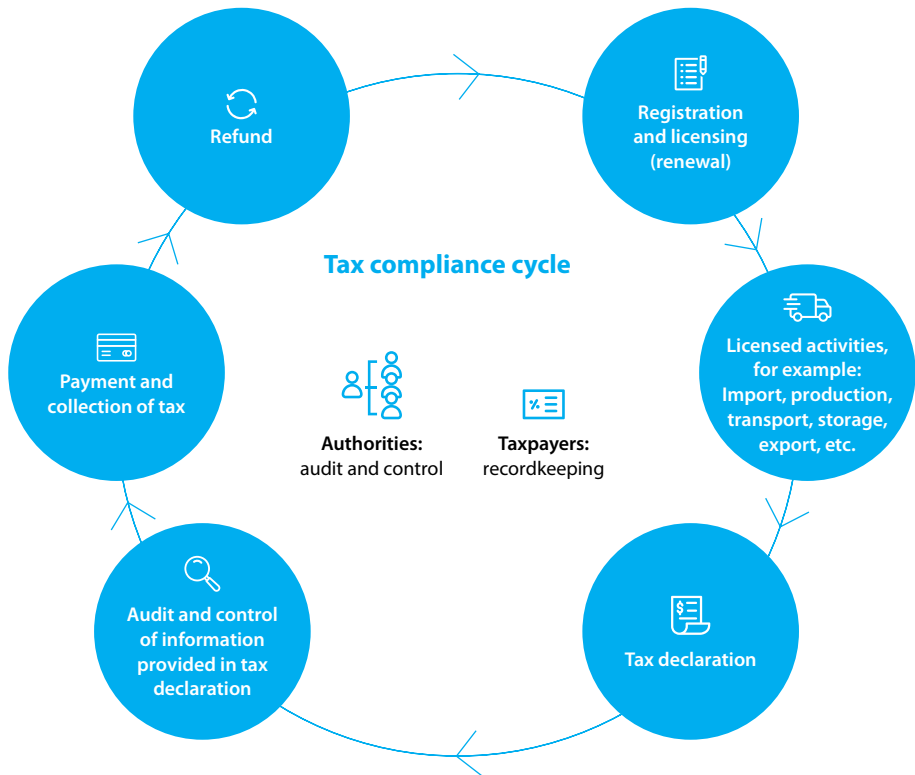 Refund
Registration
and licensing
(renewal)
Tax compliance cycle
Licensed activities,
for example:
Import, production,
transport, storage,
export, etc.
Payment and
collection of tax
Authorities:
audit and control
Taxpayers:
recordkeeping
Audit and control
of information
provided in tax
declaration
Tax declaration